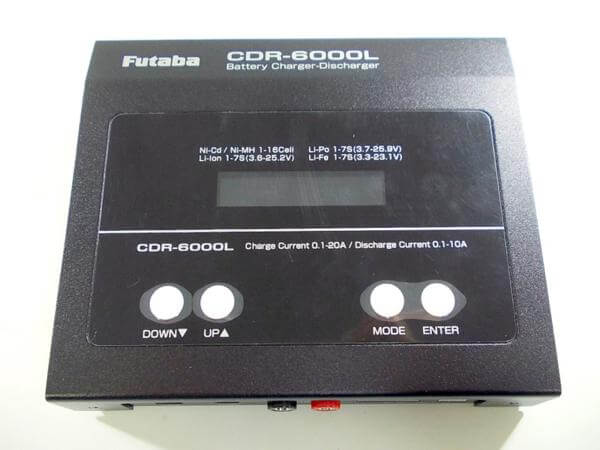 Futaba
CDR-6000L
Battery Charger-Discharger
Ni-Cd / Ni-MH 1-16Cell Li-Po 1-7S(3.7-25.9V)
Li-Ion 1-7S(3.6-25.2V) Li-Fe 1-7S(3.3-23.1V)
CDR-6000L Charge Current 0.1-20A / Discharge Current 0.1-10A
DOWN▼ UP▲ MODE ENTER